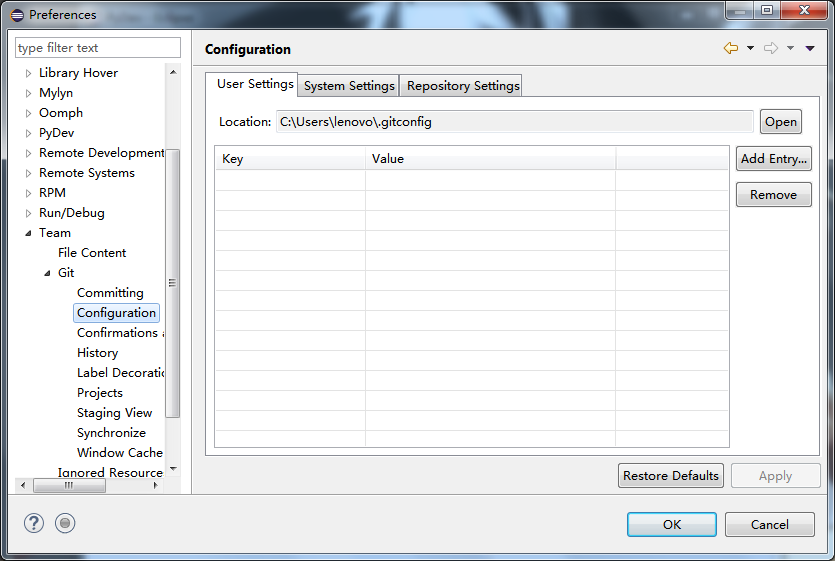 Preferences
type filter text
Library Hover
Mylyn
Oomph
PyDev
Remote Development
Remote Systems
RPM
Run/Debug
Team
File Content
Git
Committing
Configuration
Confirmations
History
Label Decoratio
Projects
Staging View
Synchronize
Window Cache
Ignored Resource
Configuration
User Settings
System Settings
Repository Settings
Location:
C:\Users\lenovo\.gitconfig
Open
Key
Value
Add Entry...
Remove
Restore Defaults
Apply
OK
Cancel